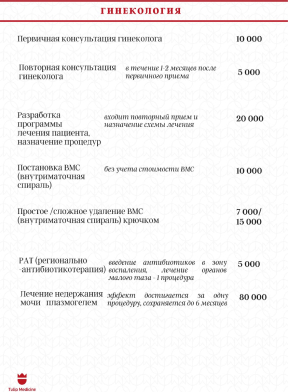 ГИНЕКОЛОГИЯ
Первичная консультация гинеколога 10 000
Повторная консультация
гинеколога
в течение 1-2 месяцев после
первичного приема
5 000
Разработка
программы
лечения пациента,
назначение процедур
входит повторный прием и
назначение схемы лечения
20 000
Постановка ВМС
(внутриматочная
спираль)
без учета стоимости ВМС
10 000
Простое /сложное удаление ВМС
(внутриматочная спираль) крючком
7 000/
15 000
РАТ (регионально
-антибиотикотерапия)
введение антибиотиков в зону
воспаления, лечение органов
малого таза - 1 процедура
5 000
Лечение недержания
мочи плазмогелем
эффект достигается за одну
процедуру, сохраняется до 6 месяцев
80 000
Tulip Medicine